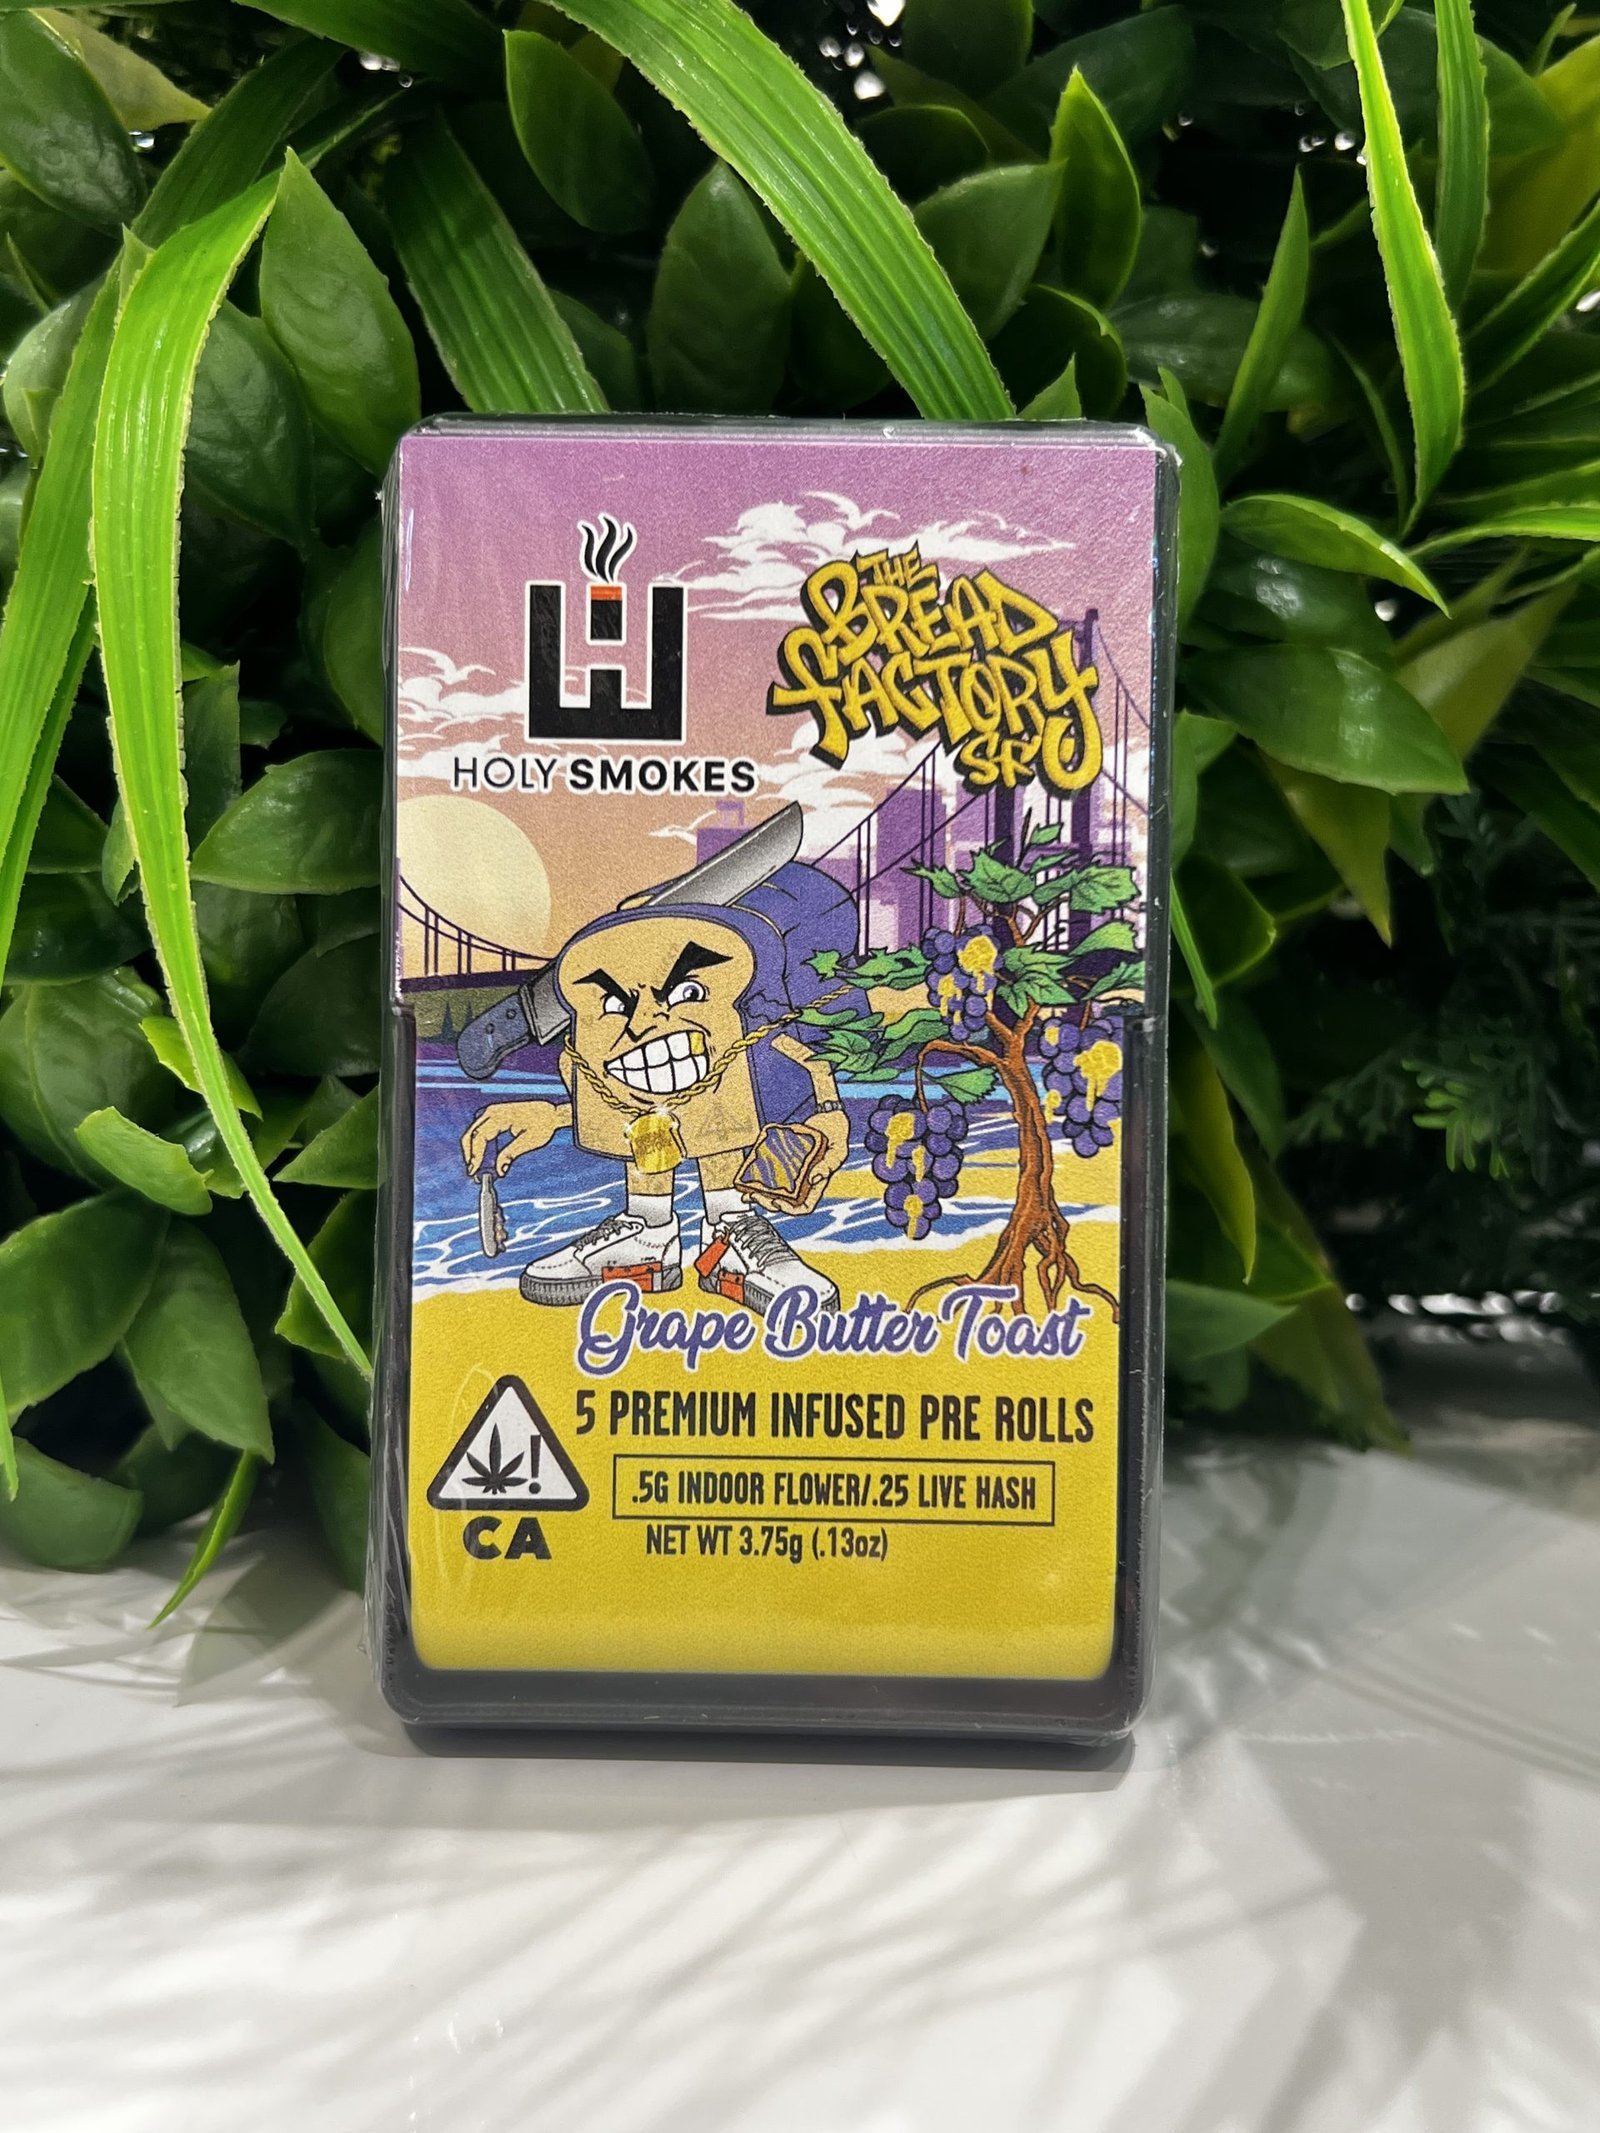 HOLY SMOKES
THE
BREAD
FACTORY
SF
Grape Butter Toast
5 PREMIUM INFUSED PRE ROLLS
.5G INDOOR FLOWER/.25 LIVE HASH
NET WT 3.75g (.13oz)
!
CA